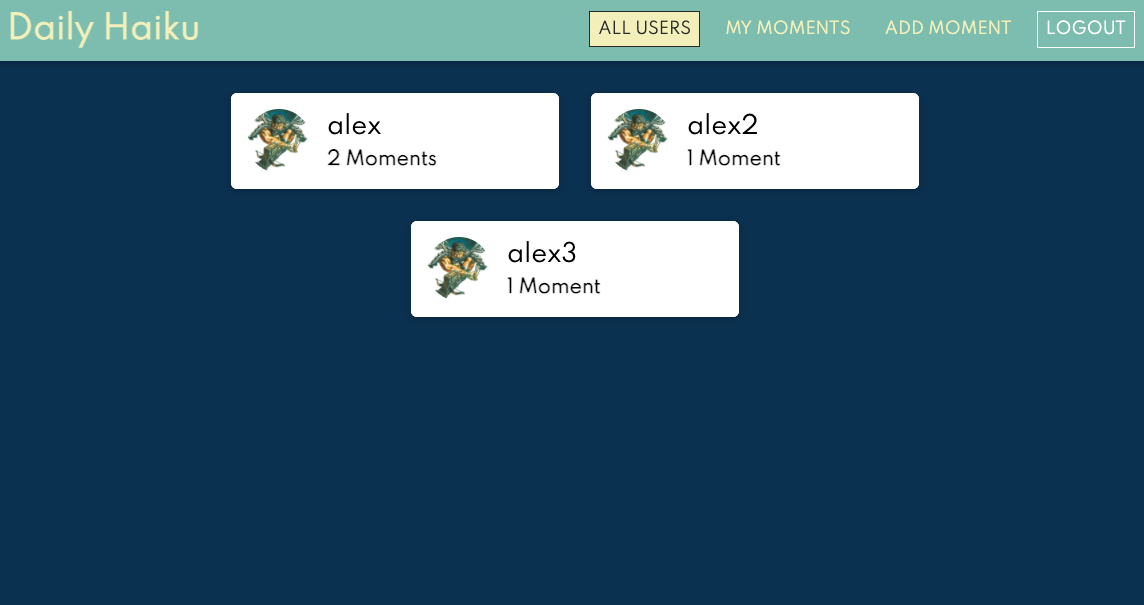 Daily Haiku
ALL USERS
MY MOMENTS
ADD MOMENT
LOGOUT
alex
2 Moments
alex2
1 Moment
alex3
1 Moment